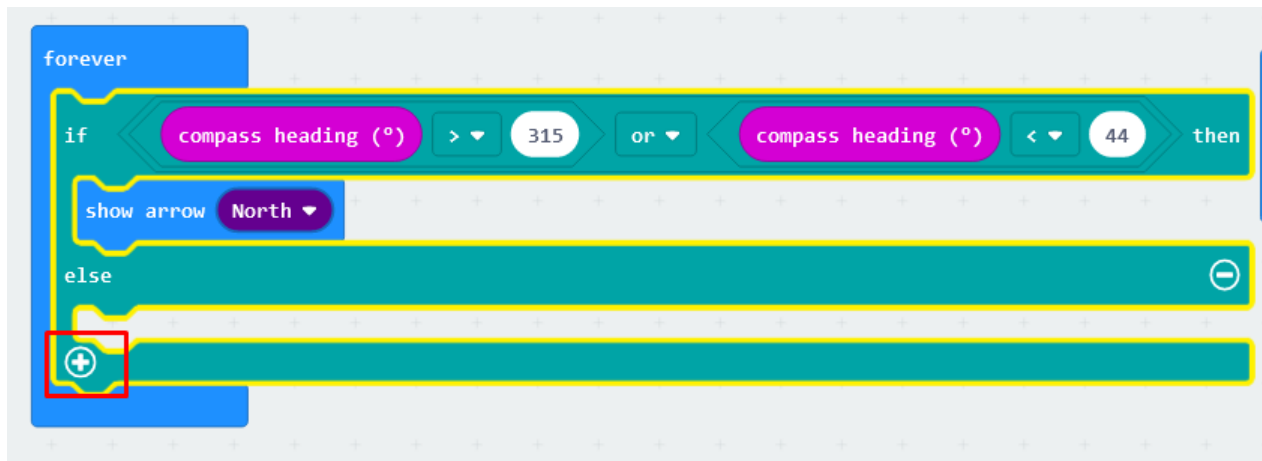 forever
if compass heading (º) > 315 or compass heading (º) < 44 then
show arrow North
else